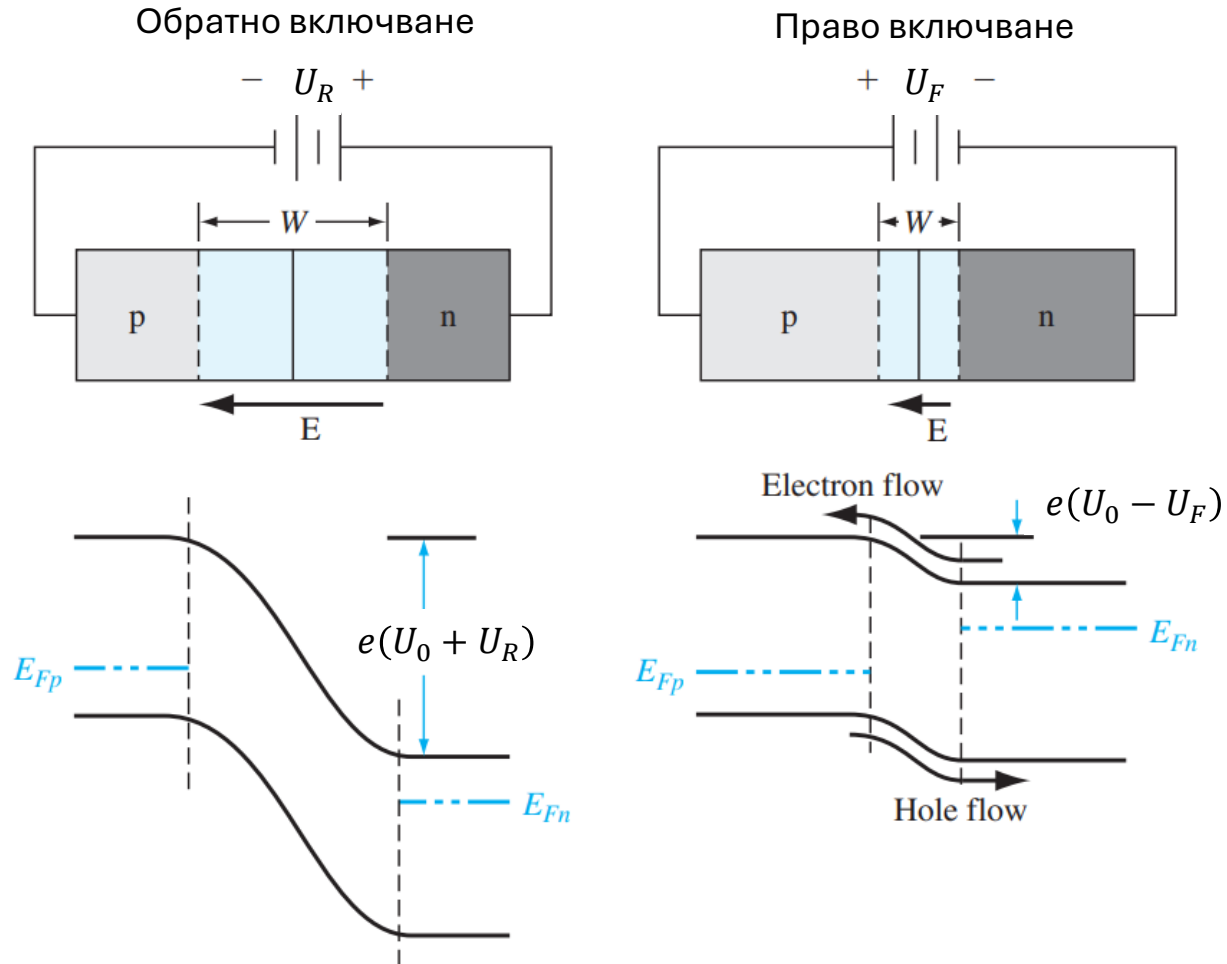 Обратно включване
− U_R +
W
p
n
E
e(U_0 + U_R)
E_Fp
E_Fn
Право включване
+ U_F −
W
p
n
E
Electron flow
e(U_0 − U_F)
E_Fn
E_Fp
Hole flow